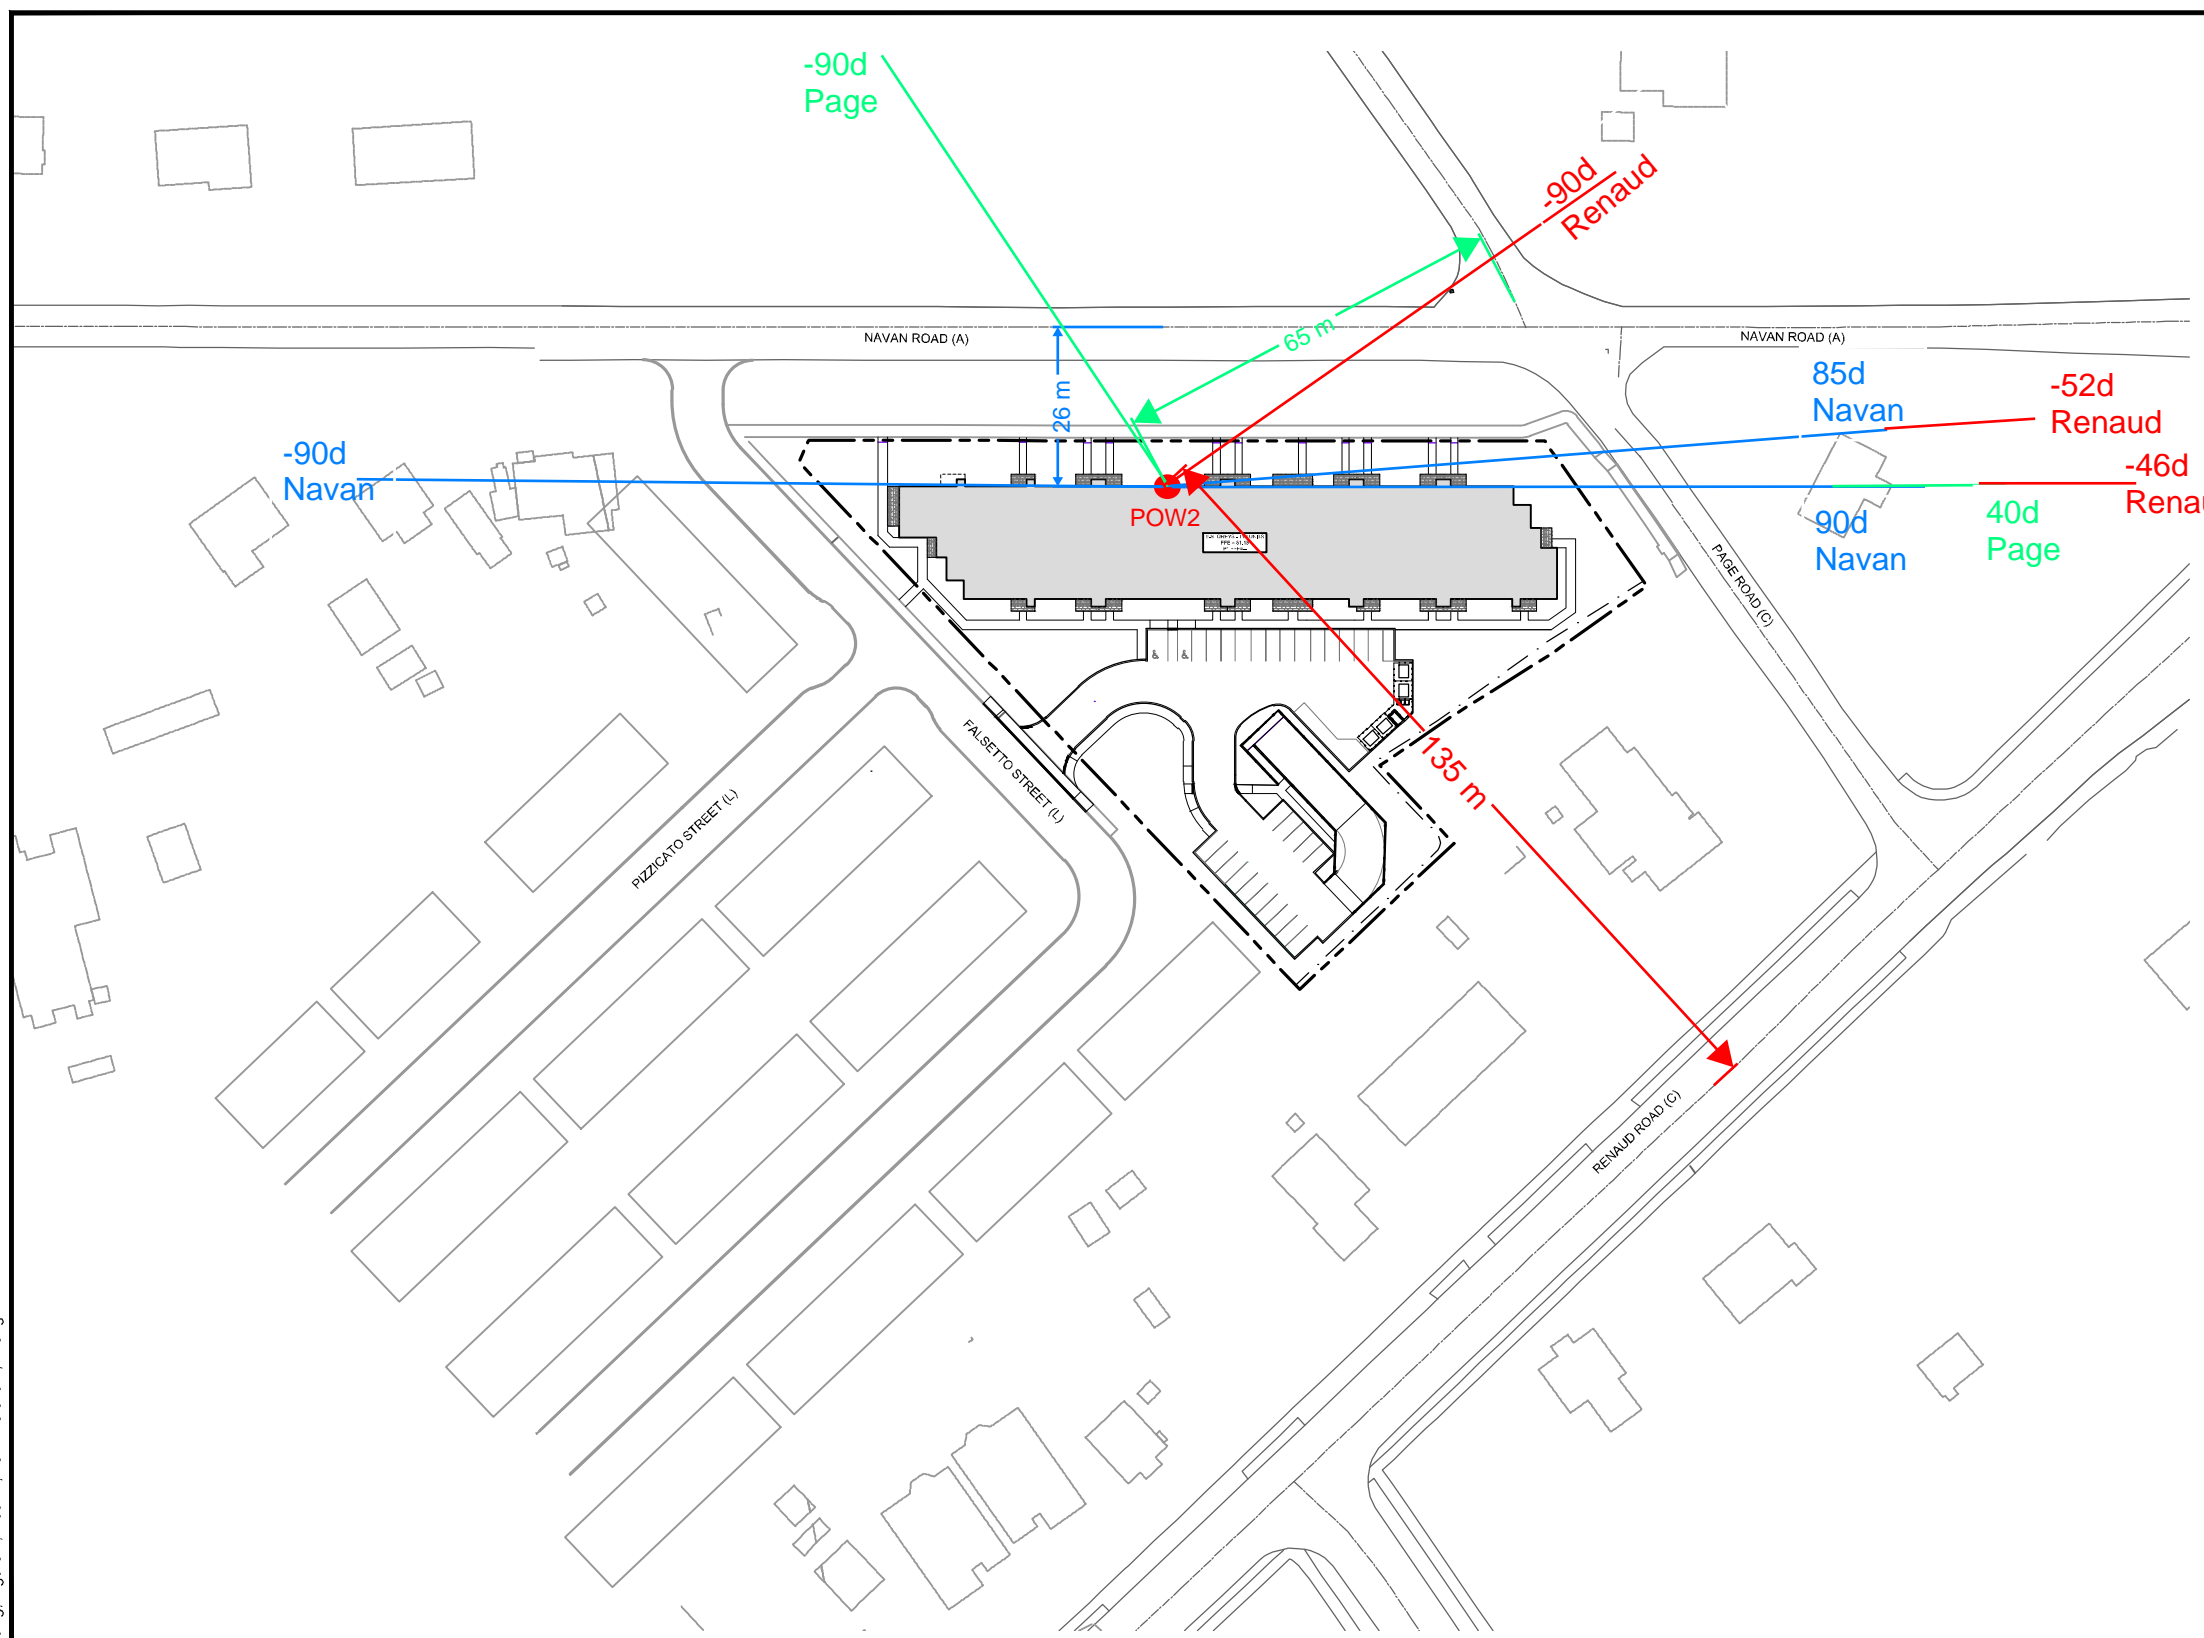 -90d
Page
-90d
Renaud
65 m
NAVAN ROAD (A)
NAVAN ROAD (A)
26 m
85d
Navan
-52d
Renaud
-90d
Navan
-46d
Renau
POW2
90d
Navan
40d
Page
PAGE ROAD (C)
FALSETTO STREET (L)
135 m
PIZZICATO STREET (L)
RENAUD ROAD (C)